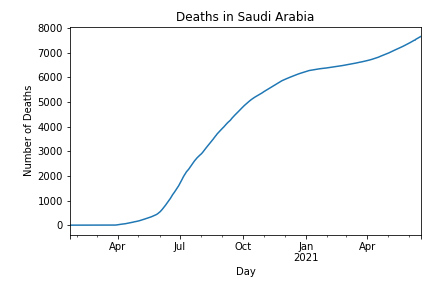 Deaths in Saudi Arabia
8000
7000
6000
5000
4000
3000
2000
1000
0
Number of Deaths
Apr
Jul
Oct
Jan
2021
Apr
Day